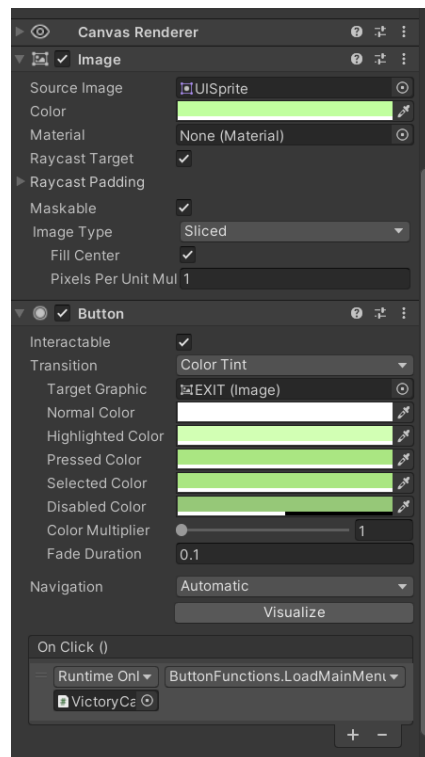 Canvas Renderer
Image
Source Image UISprite
Color
Material None (Material)
Raycast Target
Raycast Padding
Maskable
Image Type Sliced
Fill Center
Pixels Per Unit Mul 1
Button
Interactable
Transition Color Tint
Target Graphic EXIT (Image)
Normal Color
Highlighted Color
Pressed Color
Selected Color
Disabled Color
Color Multiplier 1
Fade Duration 0.1
Navigation Automatic
Visualize
On Click ()
Runtime Onl ButtonFunctions.LoadMainMenu
VictoryCa
+ −